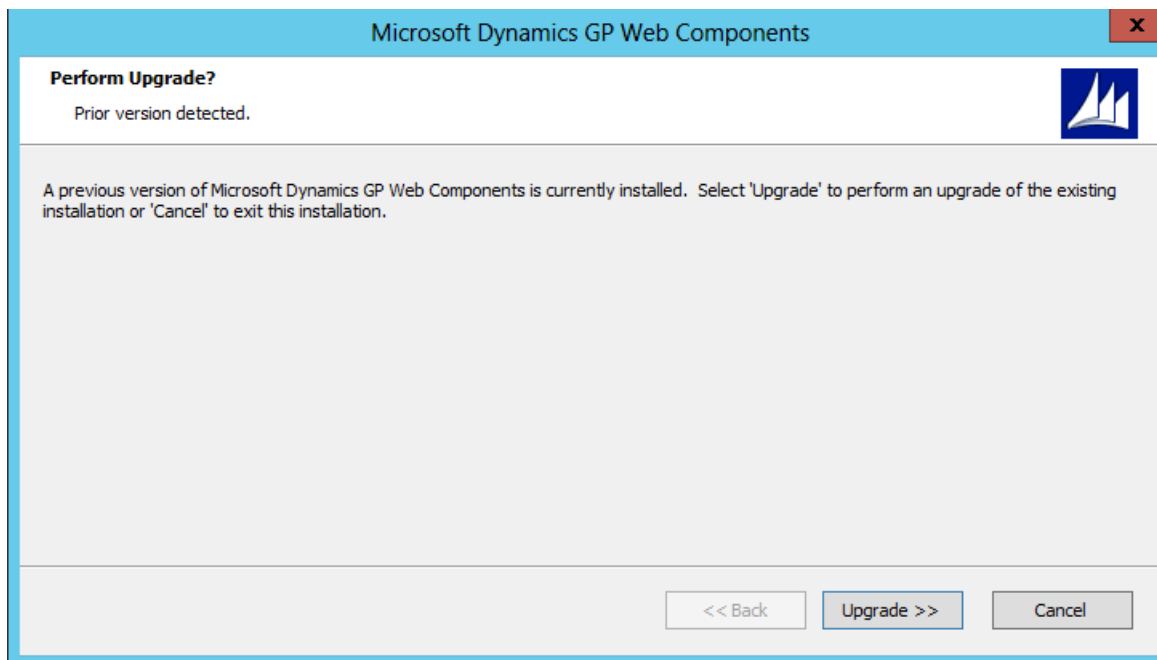 Microsoft Dynamics GP Web Components
x
Perform Upgrade?
Prior version detected.
A previous version of Microsoft Dynamics GP Web Components is currently installed.  Select 'Upgrade' to perform an upgrade of the existing
installation or 'Cancel' to exit this installation.
<< Back
Upgrade >>
Cancel